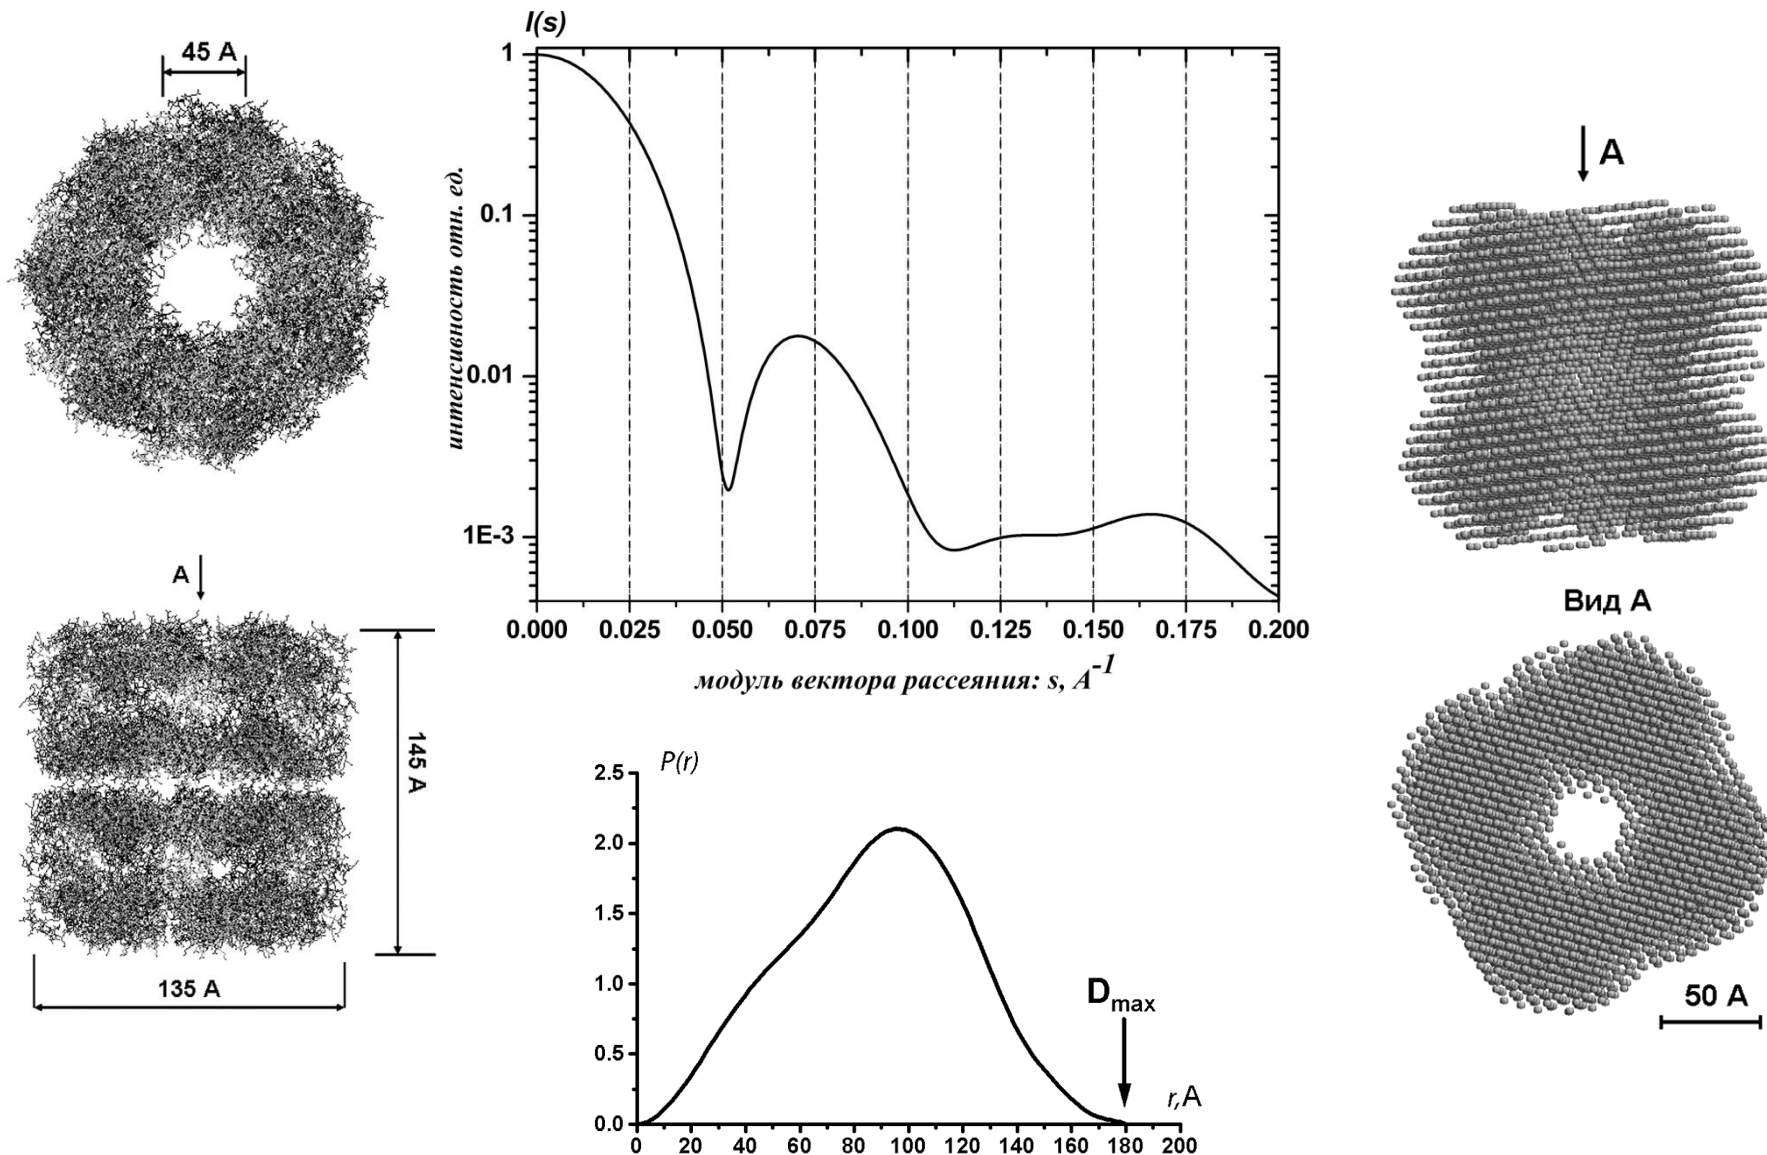 45 A
A
145 A
135 A
I(s)
интенсивность отн. ед.
1
0.1
0.01
1E-3
0.000 0.025 0.050 0.075 0.100 0.125 0.150 0.175 0.200
модуль вектора рассеяния: s, A⁻¹
P(r)
2.5
2.0
1.5
1.0
0.5
0.0
Dmax
r,A
0 20 40 60 80 100 120 140 160 180 200
A
Вид А
50 A